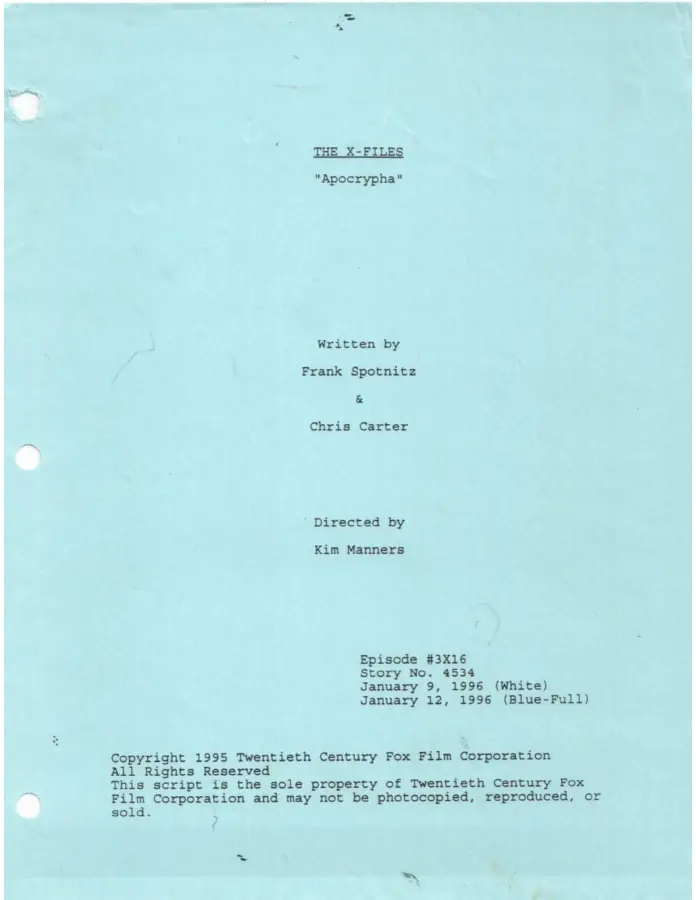 THE X-FILES
"Apocrypha"
Written by
Frank Spotnitz
&
Chris Carter
Directed by
Kim Manners
Episode #3X16
Story No. 4534
January 9, 1996 (White)
January 12, 1996 (Blue-Full)
Copyright 1995 Twentieth Century Fox Film Corporation
All Rights Reserved
This script is the sole property of Twentieth Century Fox
Film Corporation and may not be photocopied, reproduced, or
sold.